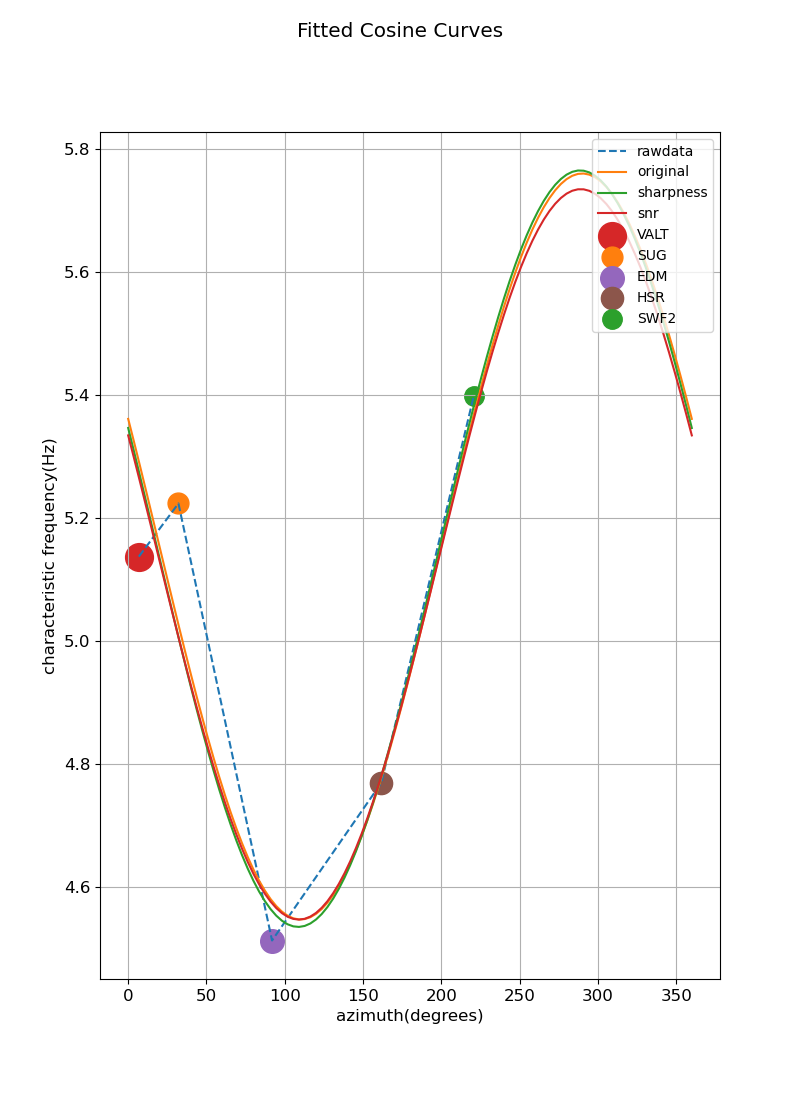 Fitted Cosine Curves
5.8
5.6
5.4
5.2
5.0
4.8
4.6
characteristic frequency(Hz)
0 50 100 150 200 250 300 350
azimuth(degrees)
rawdata
original
sharpness
snr
VALT
SUG
EDM
HSR
SWF2